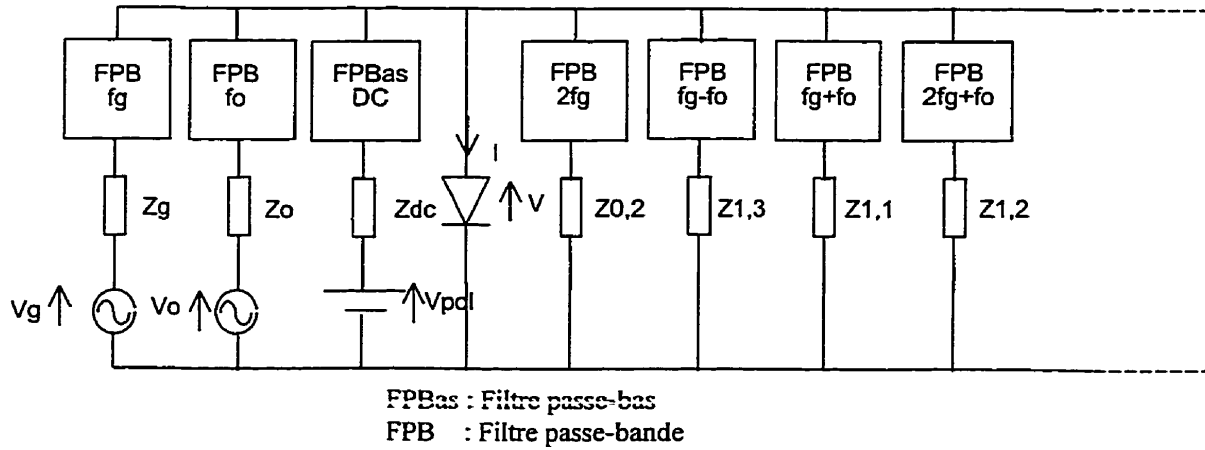 FPB fg
FPB fo
FPBas DC
FPB 2fg
FPB fg-fo
FPB fg+fo
FPB 2fg+fo
I
Zg
Zo
Zdc
V
Z0,2
Z1,3
Z1,1
Z1,2
Vg
Vo
Vpol
FPBas : Filtre passe-bas
FPB : Filtre passe-bande